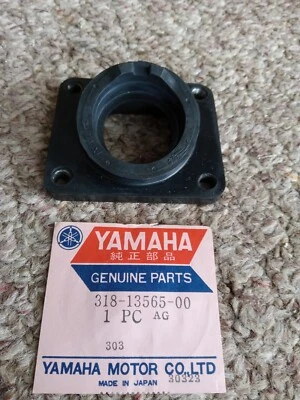 YAMAHA
純正部品
GENUINE PARTS
318-13565-00
1 PC AG
303
YAMAHA MOTOR CO.,LTD
MADE IN JAPAN 30323